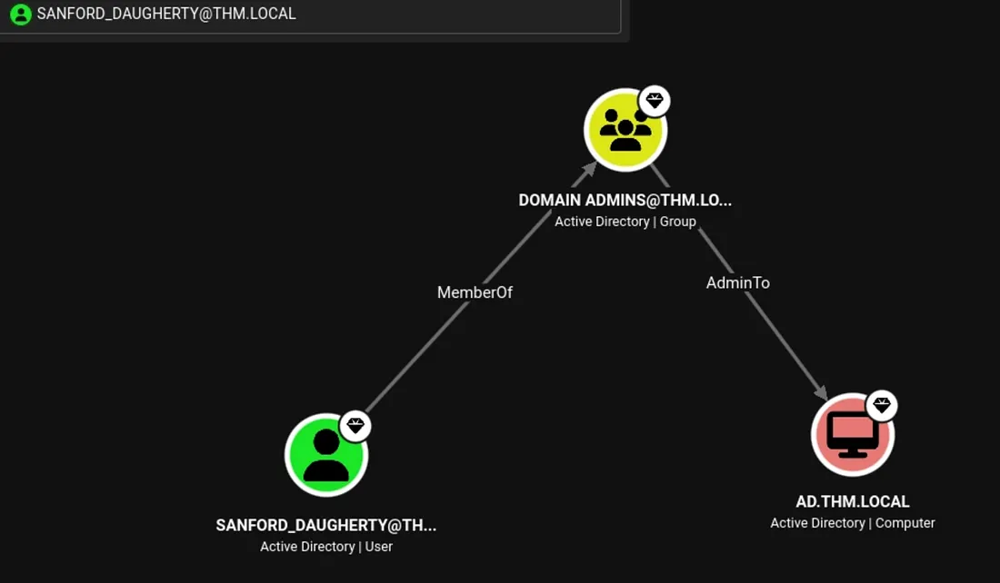 SANFORD_DAUGHERTY@THM.LOCAL
DOMAIN ADMINS@THM.LO...
Active Directory | Group
MemberOf
AdminTo
SANFORD_DAUGHERTY@TH...
Active Directory | User
AD.THM.LOCAL
Active Directory | Computer